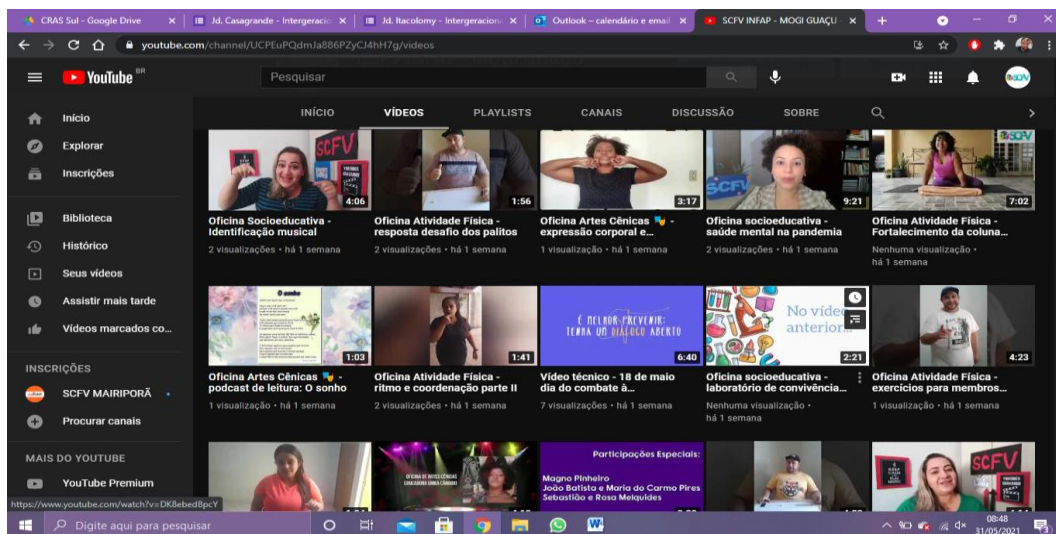 CRAS Sul - Google Drive
Jd. Casagrande - Intergeracio
Jd. Itacolomy - Intergeracion
Outlook – calendário e email
SCFV INFAP - MOGI GUAÇU -
youtube.com/channel/UCPEuPQdmJa886PZyCJ4hH7g/videos
YouTube BR
Pesquisar
INÍCIO VÍDEOS PLAYLISTS CANAIS DISCUSSÃO SOBRE
Início
Explorar
Inscrições
Biblioteca
Histórico
Seus vídeos
Assistir mais tarde
Vídeos marcados co...
INSCRIÇÕES
SCFV MAIRIPORÃ
Procurar canais
MAIS DO YOUTUBE
YouTube Premium
SCFV
4:06
Oficina Socioeducativa -
Identificação musical
2 visualizações • há 1 semana
1:56
Oficina Atividade Física -
resposta desafio dos palitos
2 visualizações • há 1 semana
3:17
Oficina Artes Cênicas 🎭 -
expressão corporal e...
1 visualização • há 1 semana
SCFV
9:21
Oficina socioeducativa -
saúde mental na pandemia
2 visualizações • há 1 semana
SCFV
7:02
Oficina Atividade Física -
Fortalecimento da coluna...
Nenhuma visualização •
há 1 semana
O sonho
1:03
Oficina Artes Cênicas 🎭 -
podcast de leitura: O sonho
1 visualização • há 1 semana
1:41
Oficina Atividade Física -
ritmo e coordenação parte II
2 visualizações • há 1 semana
É MELHOR PREVENIR:
TENHA UM DIÁLOGO ABERTO
6:40
Vídeo técnico - 18 de maio
dia do combate à...
7 visualizações • há 1 semana
No vídeo
anterior...
2:21
Oficina socioeducativa -
laboratório de convivência...
Nenhuma visualização •
há 1 semana
4:23
Oficina Atividade Física -
exercícios para membros...
1 visualização • há 1 semana
OFICINA DE ARTES CÊNICAS
Participações Especiais:
Magno Pinheiro
João Batista e Maria do Carmo Pires
Sebastião e Rosa Melquides
SCFV
https://www.youtube.com/watch?v=DK8ebed8pcY
Digite aqui para pesquisar
08:48
31/05/2021